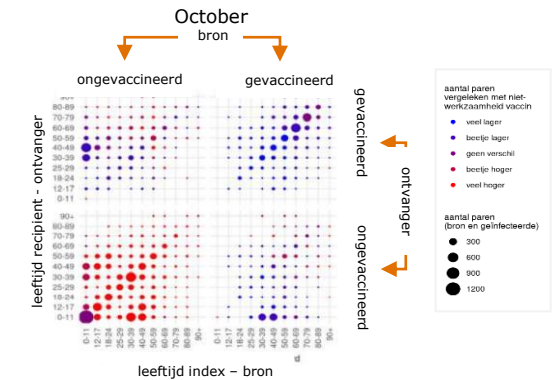 October
bron
ongevaccineerd
gevaccineerd
leeftijd recipient - ontvanger
80-89
70-79
60-69
50-59
40-49
30-39
25-29
18-24
12-17
0-11
90+
80-89
70-79
60-69
50-59
40-49
30-39
25-29
18-24
12-17
0-11
0-11
12-17
18-24
25-29
30-39
40-49
50-59
60-69
70-79
80-89
90+
0-11
12-17
18-24
25-29
30-39
40-49
50-59
60-69
70-79
80-89
90+
leeftijd index – bron
gevaccineerd
ongevaccineerd
ontvanger
aantal paren
vergeleken met niet-
werkzaamheid vaccin
veel lager
beetje lager
geen verschil
beetje hoger
veel hoger
aantal paren
(bron en geïnfecteerde)
300
600
900
1200